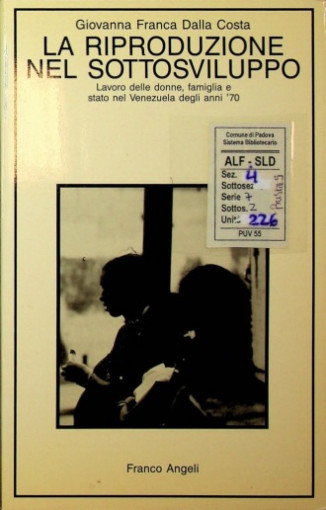 Giovanna Franca Dalla Costa
LA RIPRODUZIONE
NEL SOTTOSVILUPPO
Lavoro delle donne, famiglia e
stato nel Venezuela degli anni '70
Comune di Padova
Sistema Bibliotecario
ALF - SLD
Sez. 4
Sottosez
Serie 7
Sottos. 2
Unità 226
PUV 55
Franco Angeli